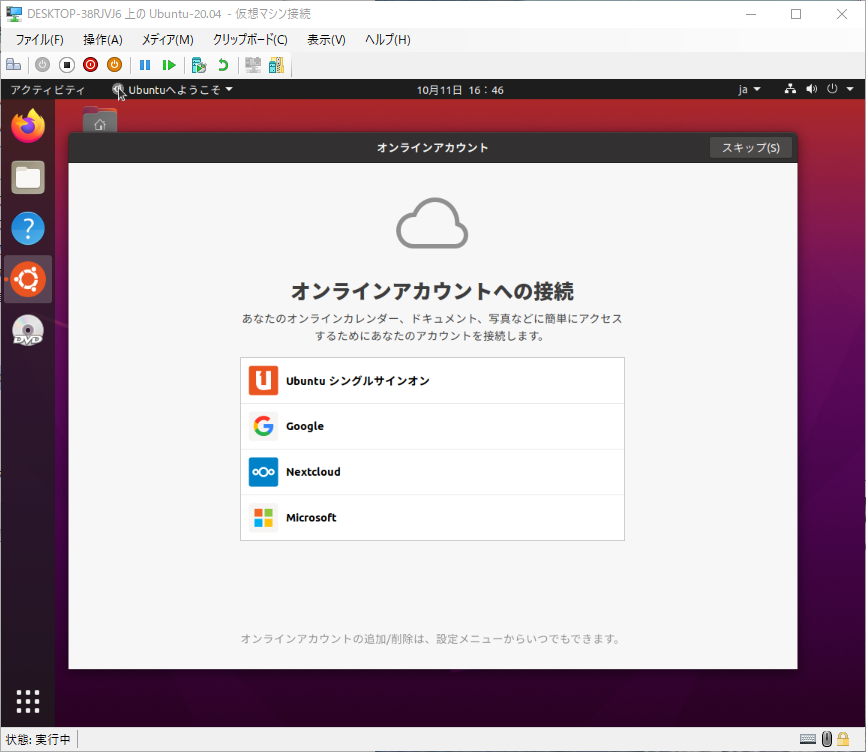 DESKTOP-38RJVJ6 上の Ubuntu-20.04 - 仮想マシン接続
ファイル(F) 操作(A) メディア(M) クリップボード(C) 表示(V) ヘルプ(H)
アクティビティ Ubuntuへようこそ 10月11日 16：46 ja
オンラインアカウント スキップ(S)
オンラインアカウントへの接続
あなたのオンラインカレンダー、ドキュメント、写真などに簡単にアクセス
するためにあなたのアカウントを接続します。
Ubuntu シングルサインオン
Google
Nextcloud
Microsoft
DVD
オンラインアカウントの追加/削除は、設定メニューからいつでもできます。
状態: 実行中